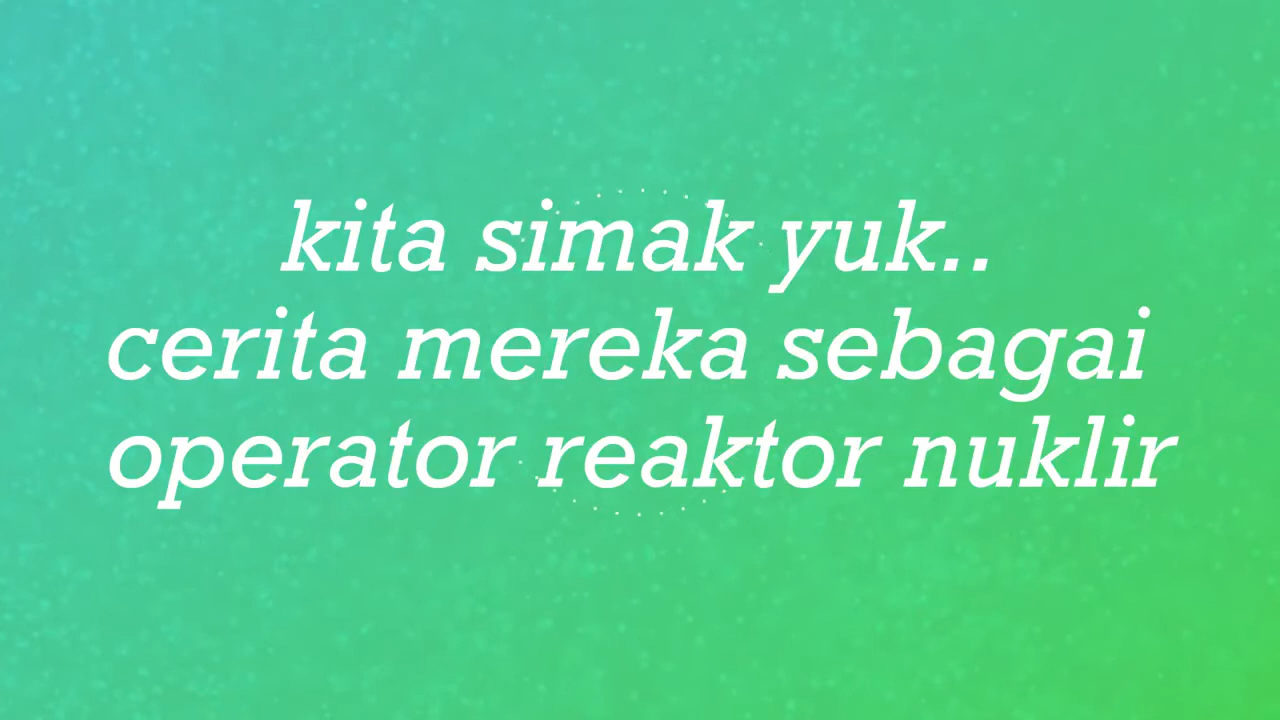 kita simak yuk..
cerita mereka sebagai
operator reaktor nuklir